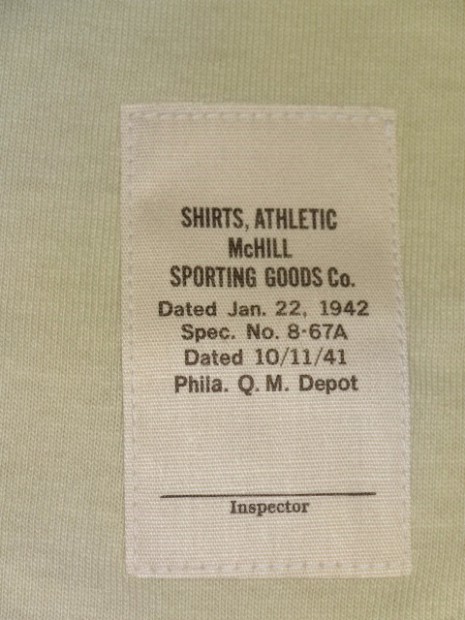 SHIRTS, ATHLETIC
McHILL
SPORTING GOODS Co.
Dated Jan. 22, 1942
Spec. No. 8-67A
Dated 10/11/41
Phila. Q. M. Depot
Inspector